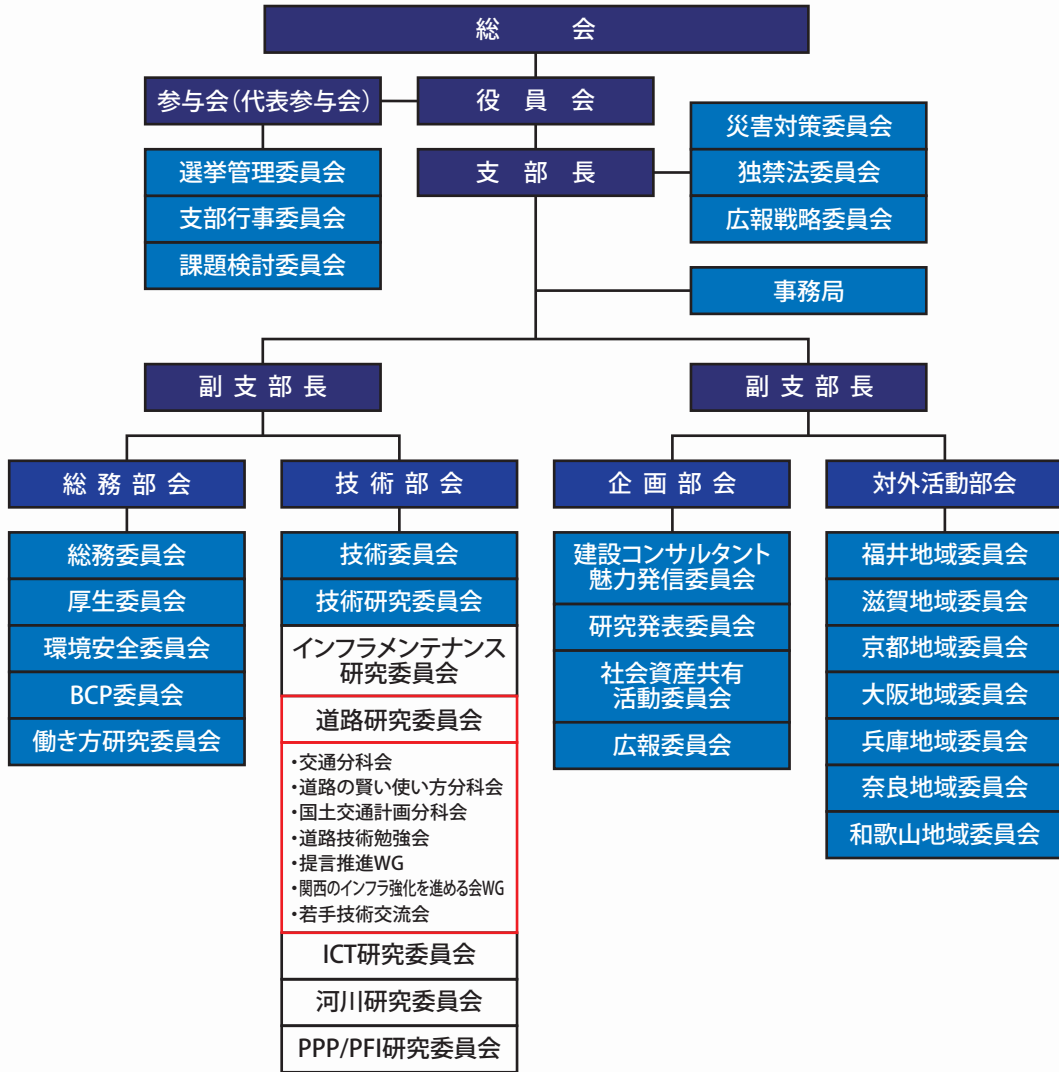 総会
参与会(代表参与会)
役員会
災害対策委員会
選挙管理委員会
支部長
独禁法委員会
支部行事委員会
広報戦略委員会
課題検討委員会
事務局
副支部長
副支部長
総務部会
技術部会
企画部会
対外活動部会
総務委員会
厚生委員会
環境安全委員会
BCP委員会
働き方研究委員会
技術委員会
技術研究委員会
インフラメンテナンス
研究委員会
道路研究委員会
・交通分科会
・道路の賢い使い方分科会
・国土交通計画分科会
・道路技術勉強会
・提言推進WG
・関西のインフラ強化を進める会WG
・若手技術交流会
ICT研究委員会
河川研究委員会
PPP/PFI研究委員会
建設コンサルタント
魅力発信委員会
研究発表委員会
社会資産共有
活動委員会
広報委員会
福井地域委員会
滋賀地域委員会
京都地域委員会
大阪地域委員会
兵庫地域委員会
奈良地域委員会
和歌山地域委員会